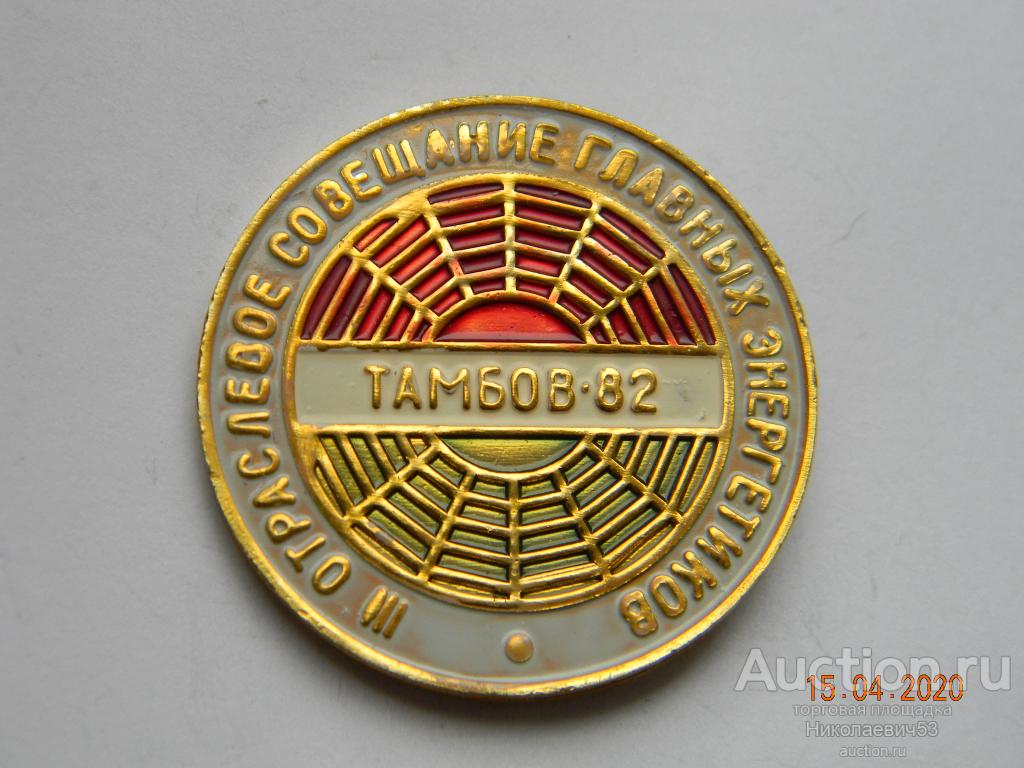 III ОТРАСЛЕВОЕ СОВЕЩАНИЕ ГЛАВНЫХ ЭНЕРГЕТИКОВ
ТАМБОВ·82
Auction.ru
15.04.2020
торговая площадка
Николаевич53
auction.ru